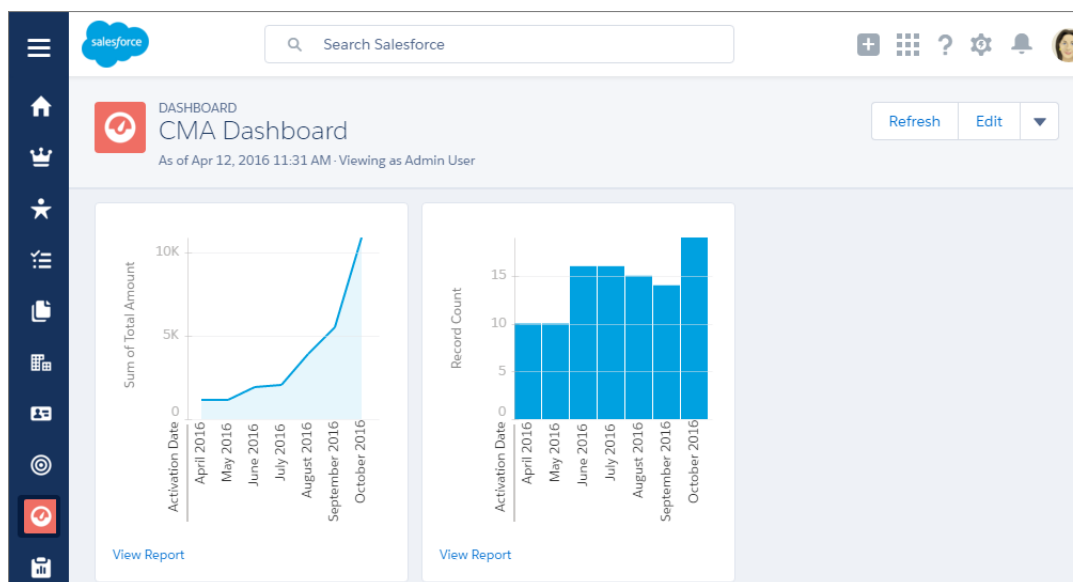 salesforce
Search Salesforce
DASHBOARD
CMA Dashboard
As of Apr 12, 2016 11:31 AM·Viewing as Admin User
Refresh
Edit
Sum of Total Amount
10K
5K
0
Activation Date
April 2016
May 2016
June 2016
July 2016
August 2016
September 2016
October 2016
View Report
Record Count
15
10
5
0
Activation Date
April 2016
May 2016
June 2016
July 2016
August 2016
September 2016
October 2016
View Report